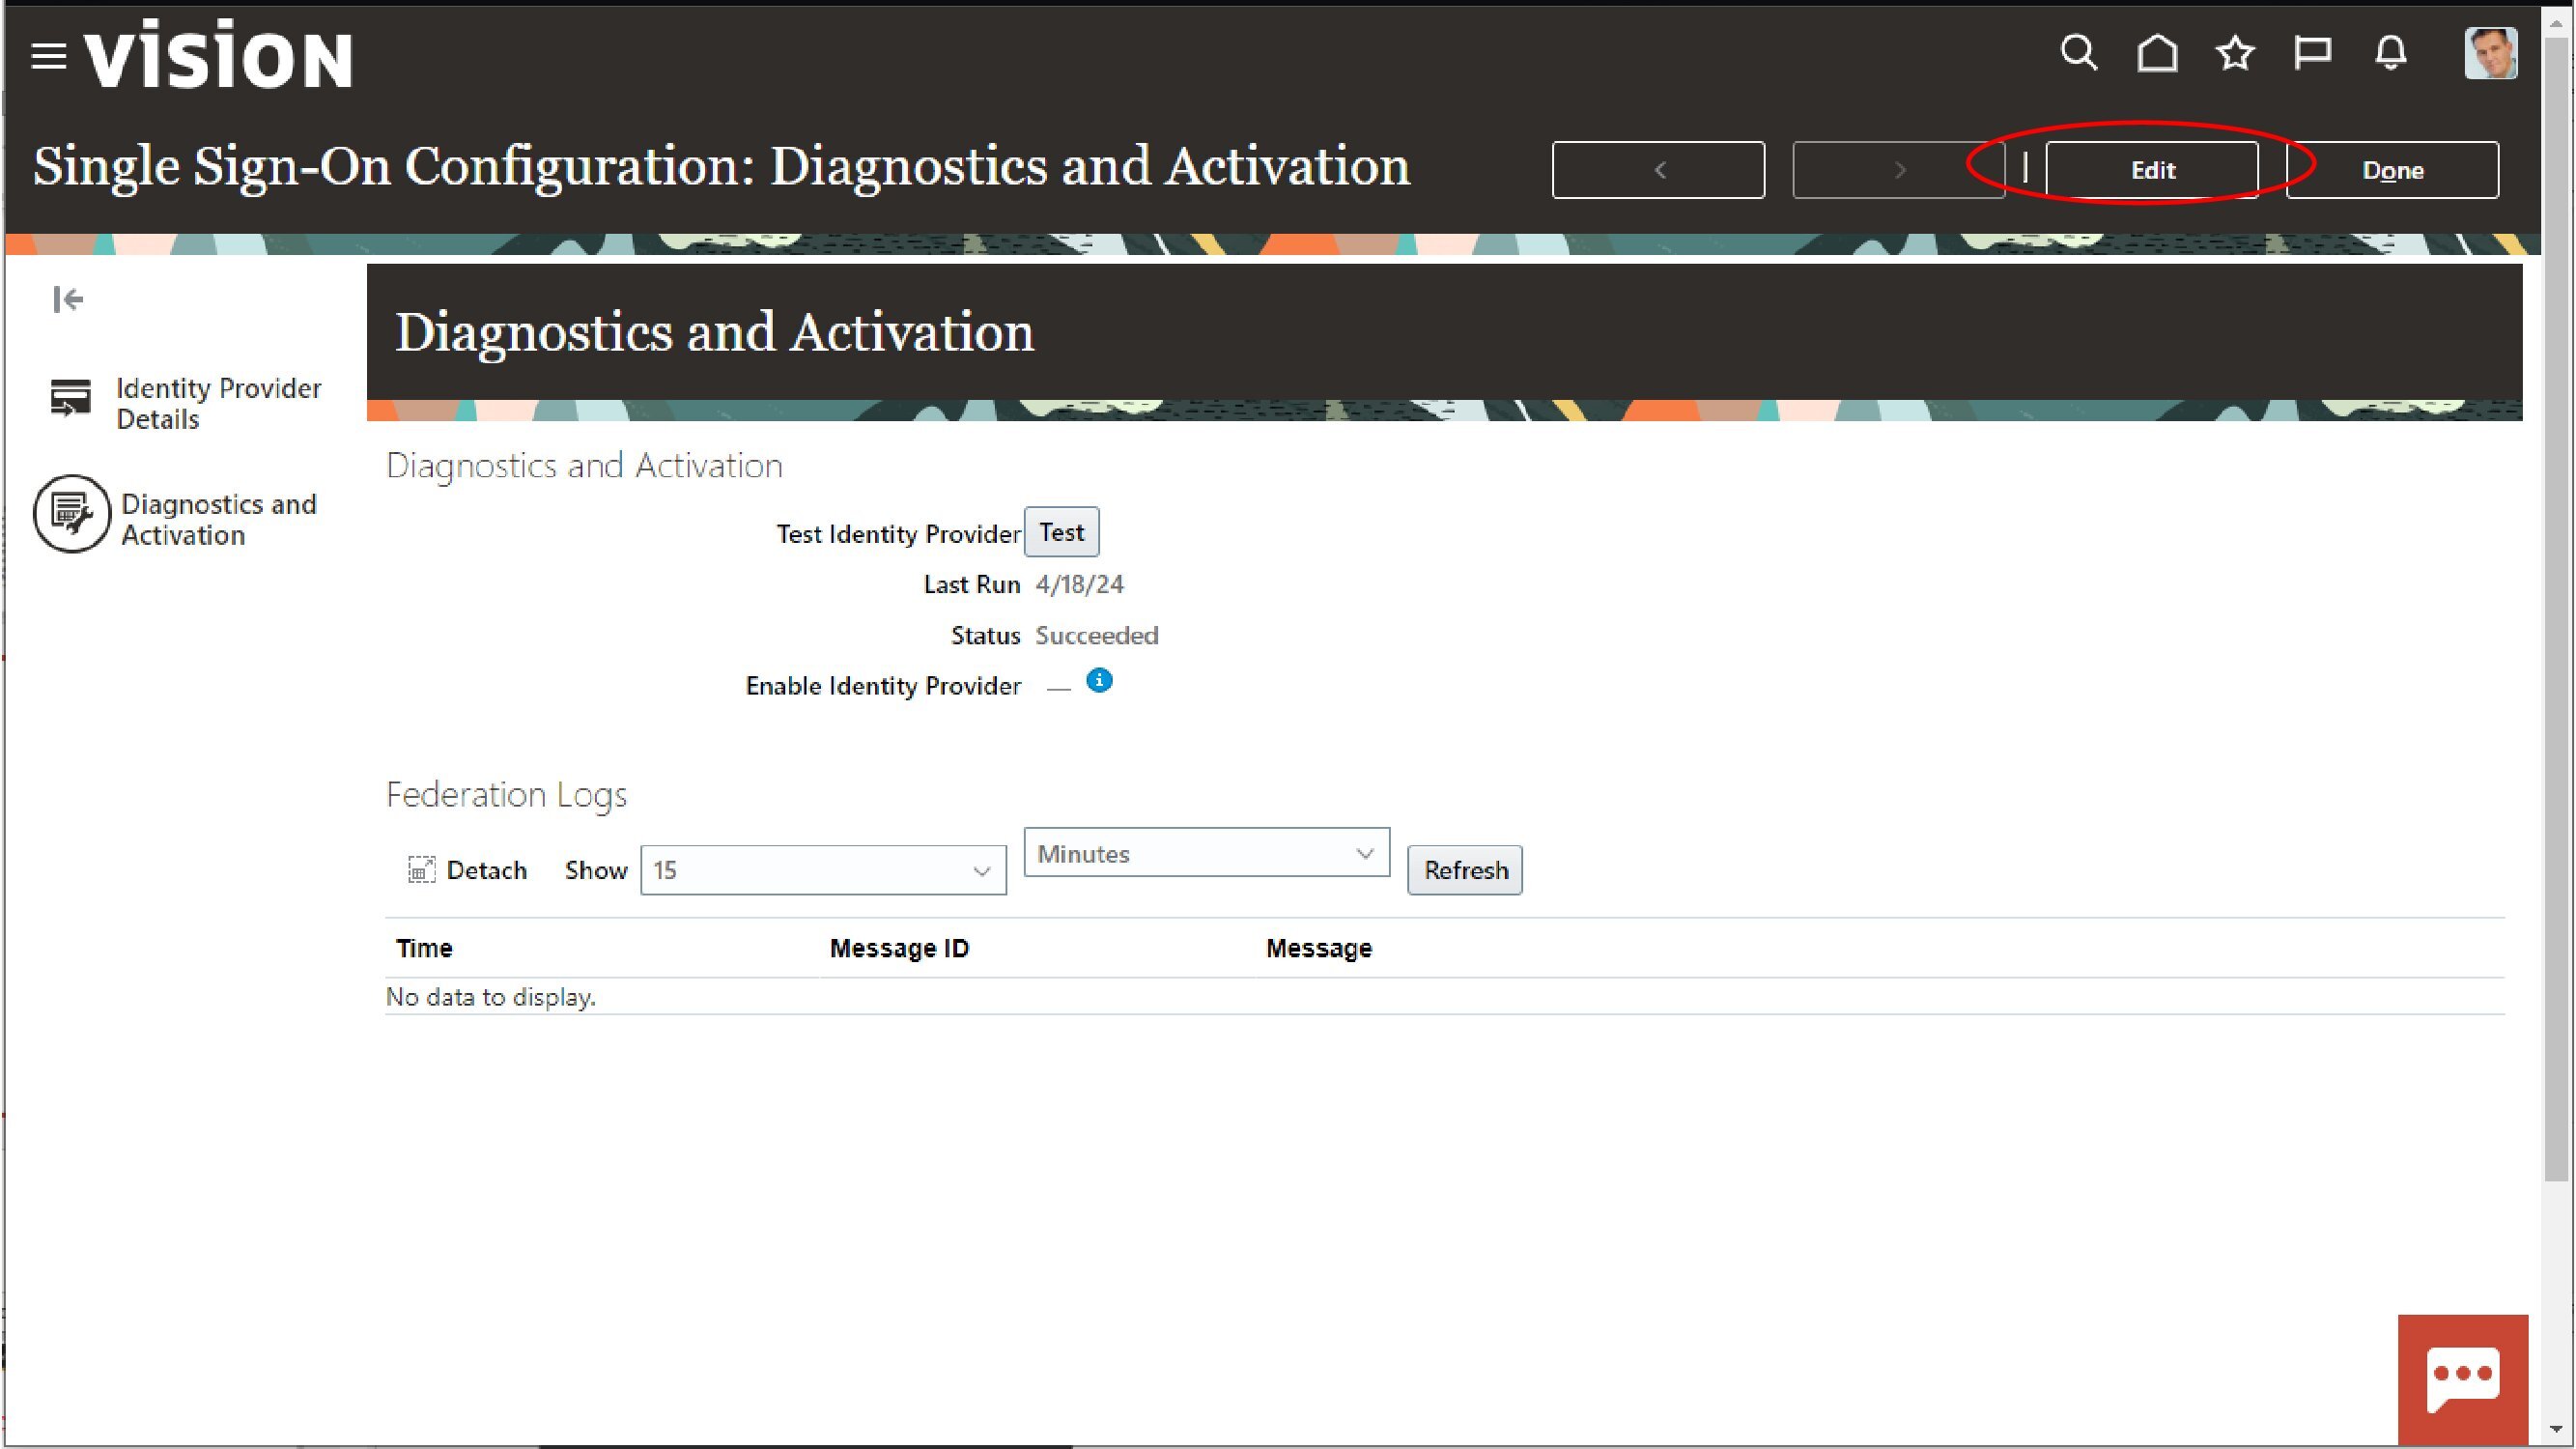 VISION
Single Sign-On Configuration: Diagnostics and Activation
Edit
Done
Diagnostics and Activation
Identity Provider
Details
Diagnostics and
Activation
Diagnostics and Activation
Test Identity Provider Test
Last Run 4/18/24
Status Succeeded
Enable Identity Provider
Federation Logs
Detach Show 15 Minutes Refresh
Time Message ID Message
No data to display.